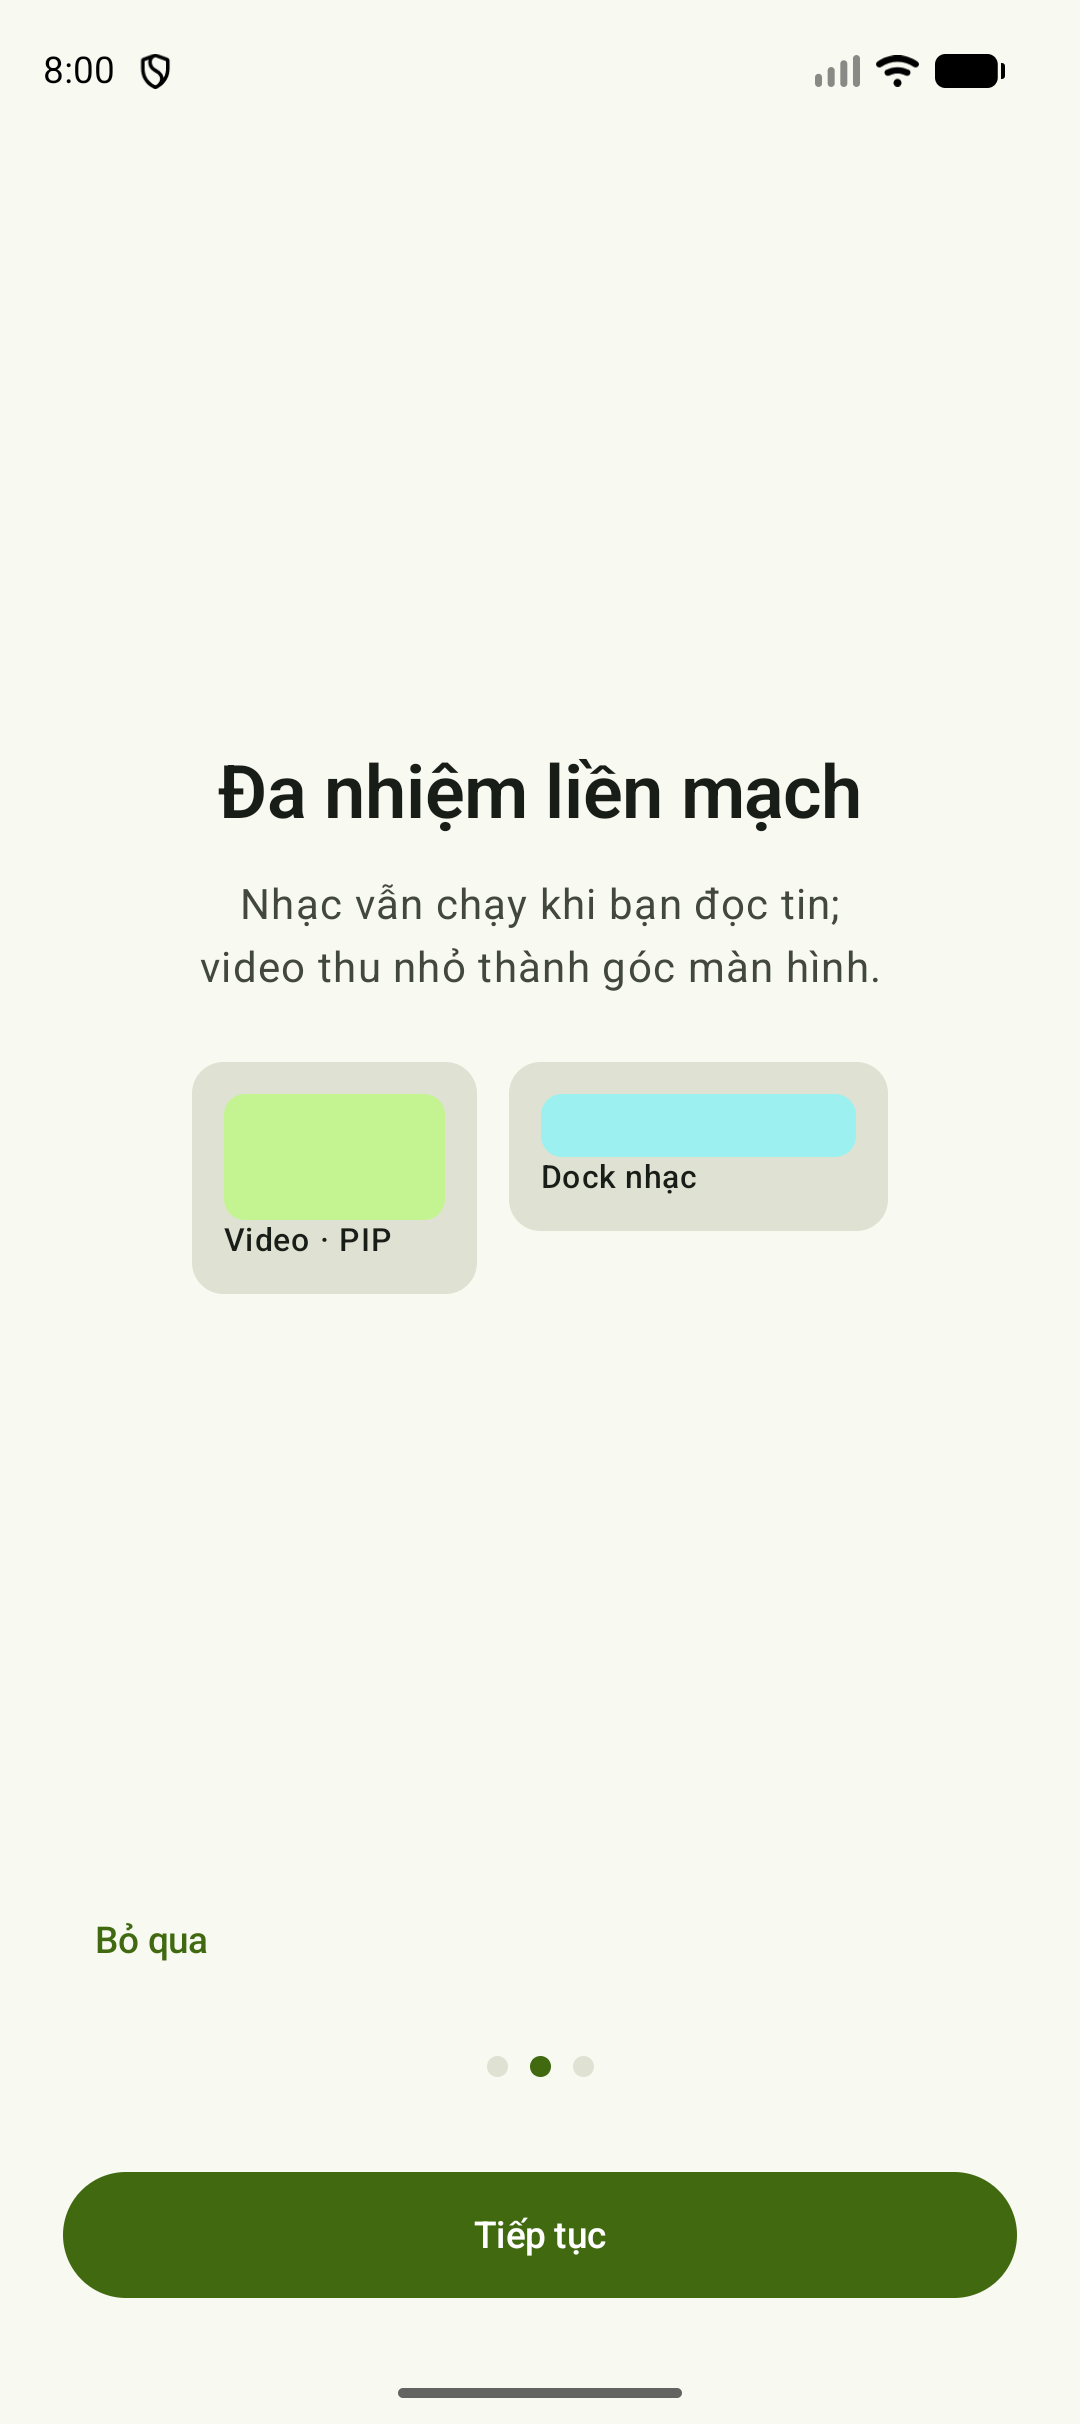 8:00
Đa nhiệm liền mạch
Nhạc vẫn chạy khi bạn đọc tin;
video thu nhỏ thành góc màn hình.
Video · PIP
Dock nhạc
Bỏ qua
Tiếp tục